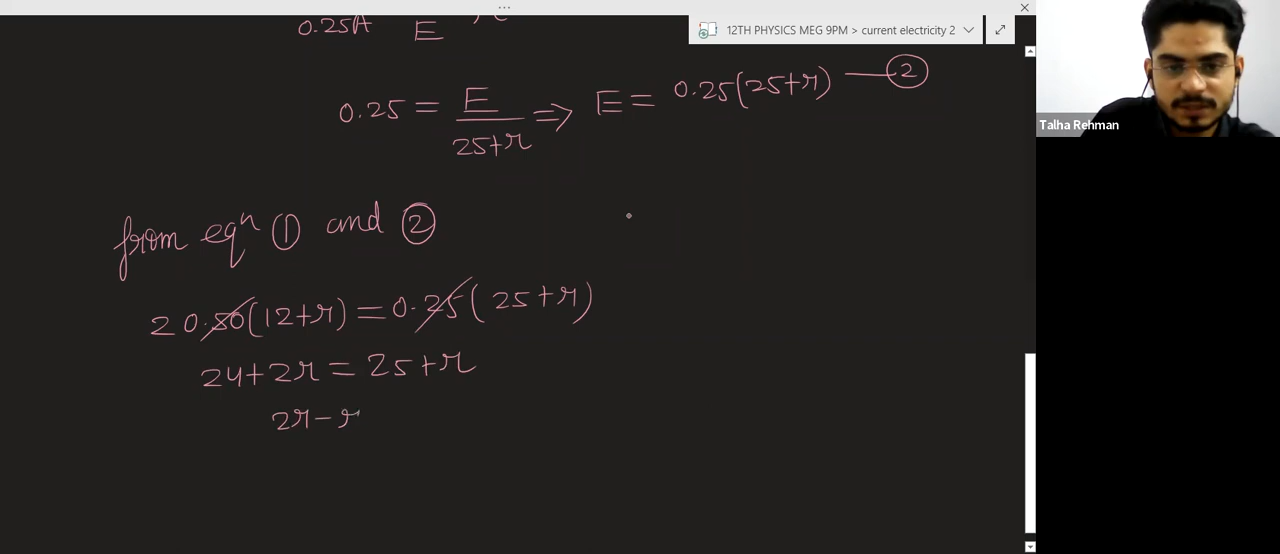 12TH PHYSICS MEG 9PM > current electricity 2
0.25A E
0.25 = E / 25+r => E = 0.25(25+r) — ②
Talha Rehman
from eqⁿ ① and ②
2 0.50(12+r) = 0.25(25+r)
24+2r = 25+r
2r-r